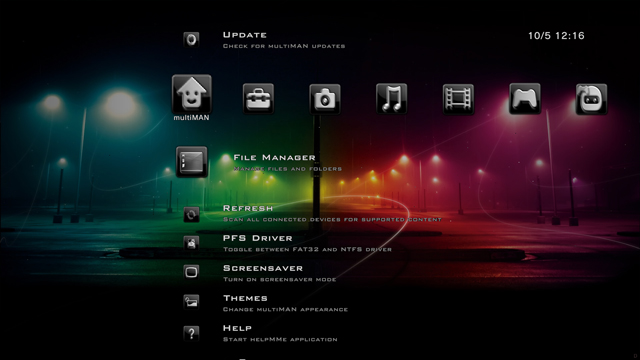 Update
Check for multiMAN updates
10/5 12:16
multiMAN
File Manager
Manage files and folders
Refresh
Scan all connected devices for supported content
PFS Driver
Toggle between FAT32 and NTFS driver
Screensaver
Turn on screensaver mode
Themes
Change multiMAN appearance
Help
Start helpMMe application